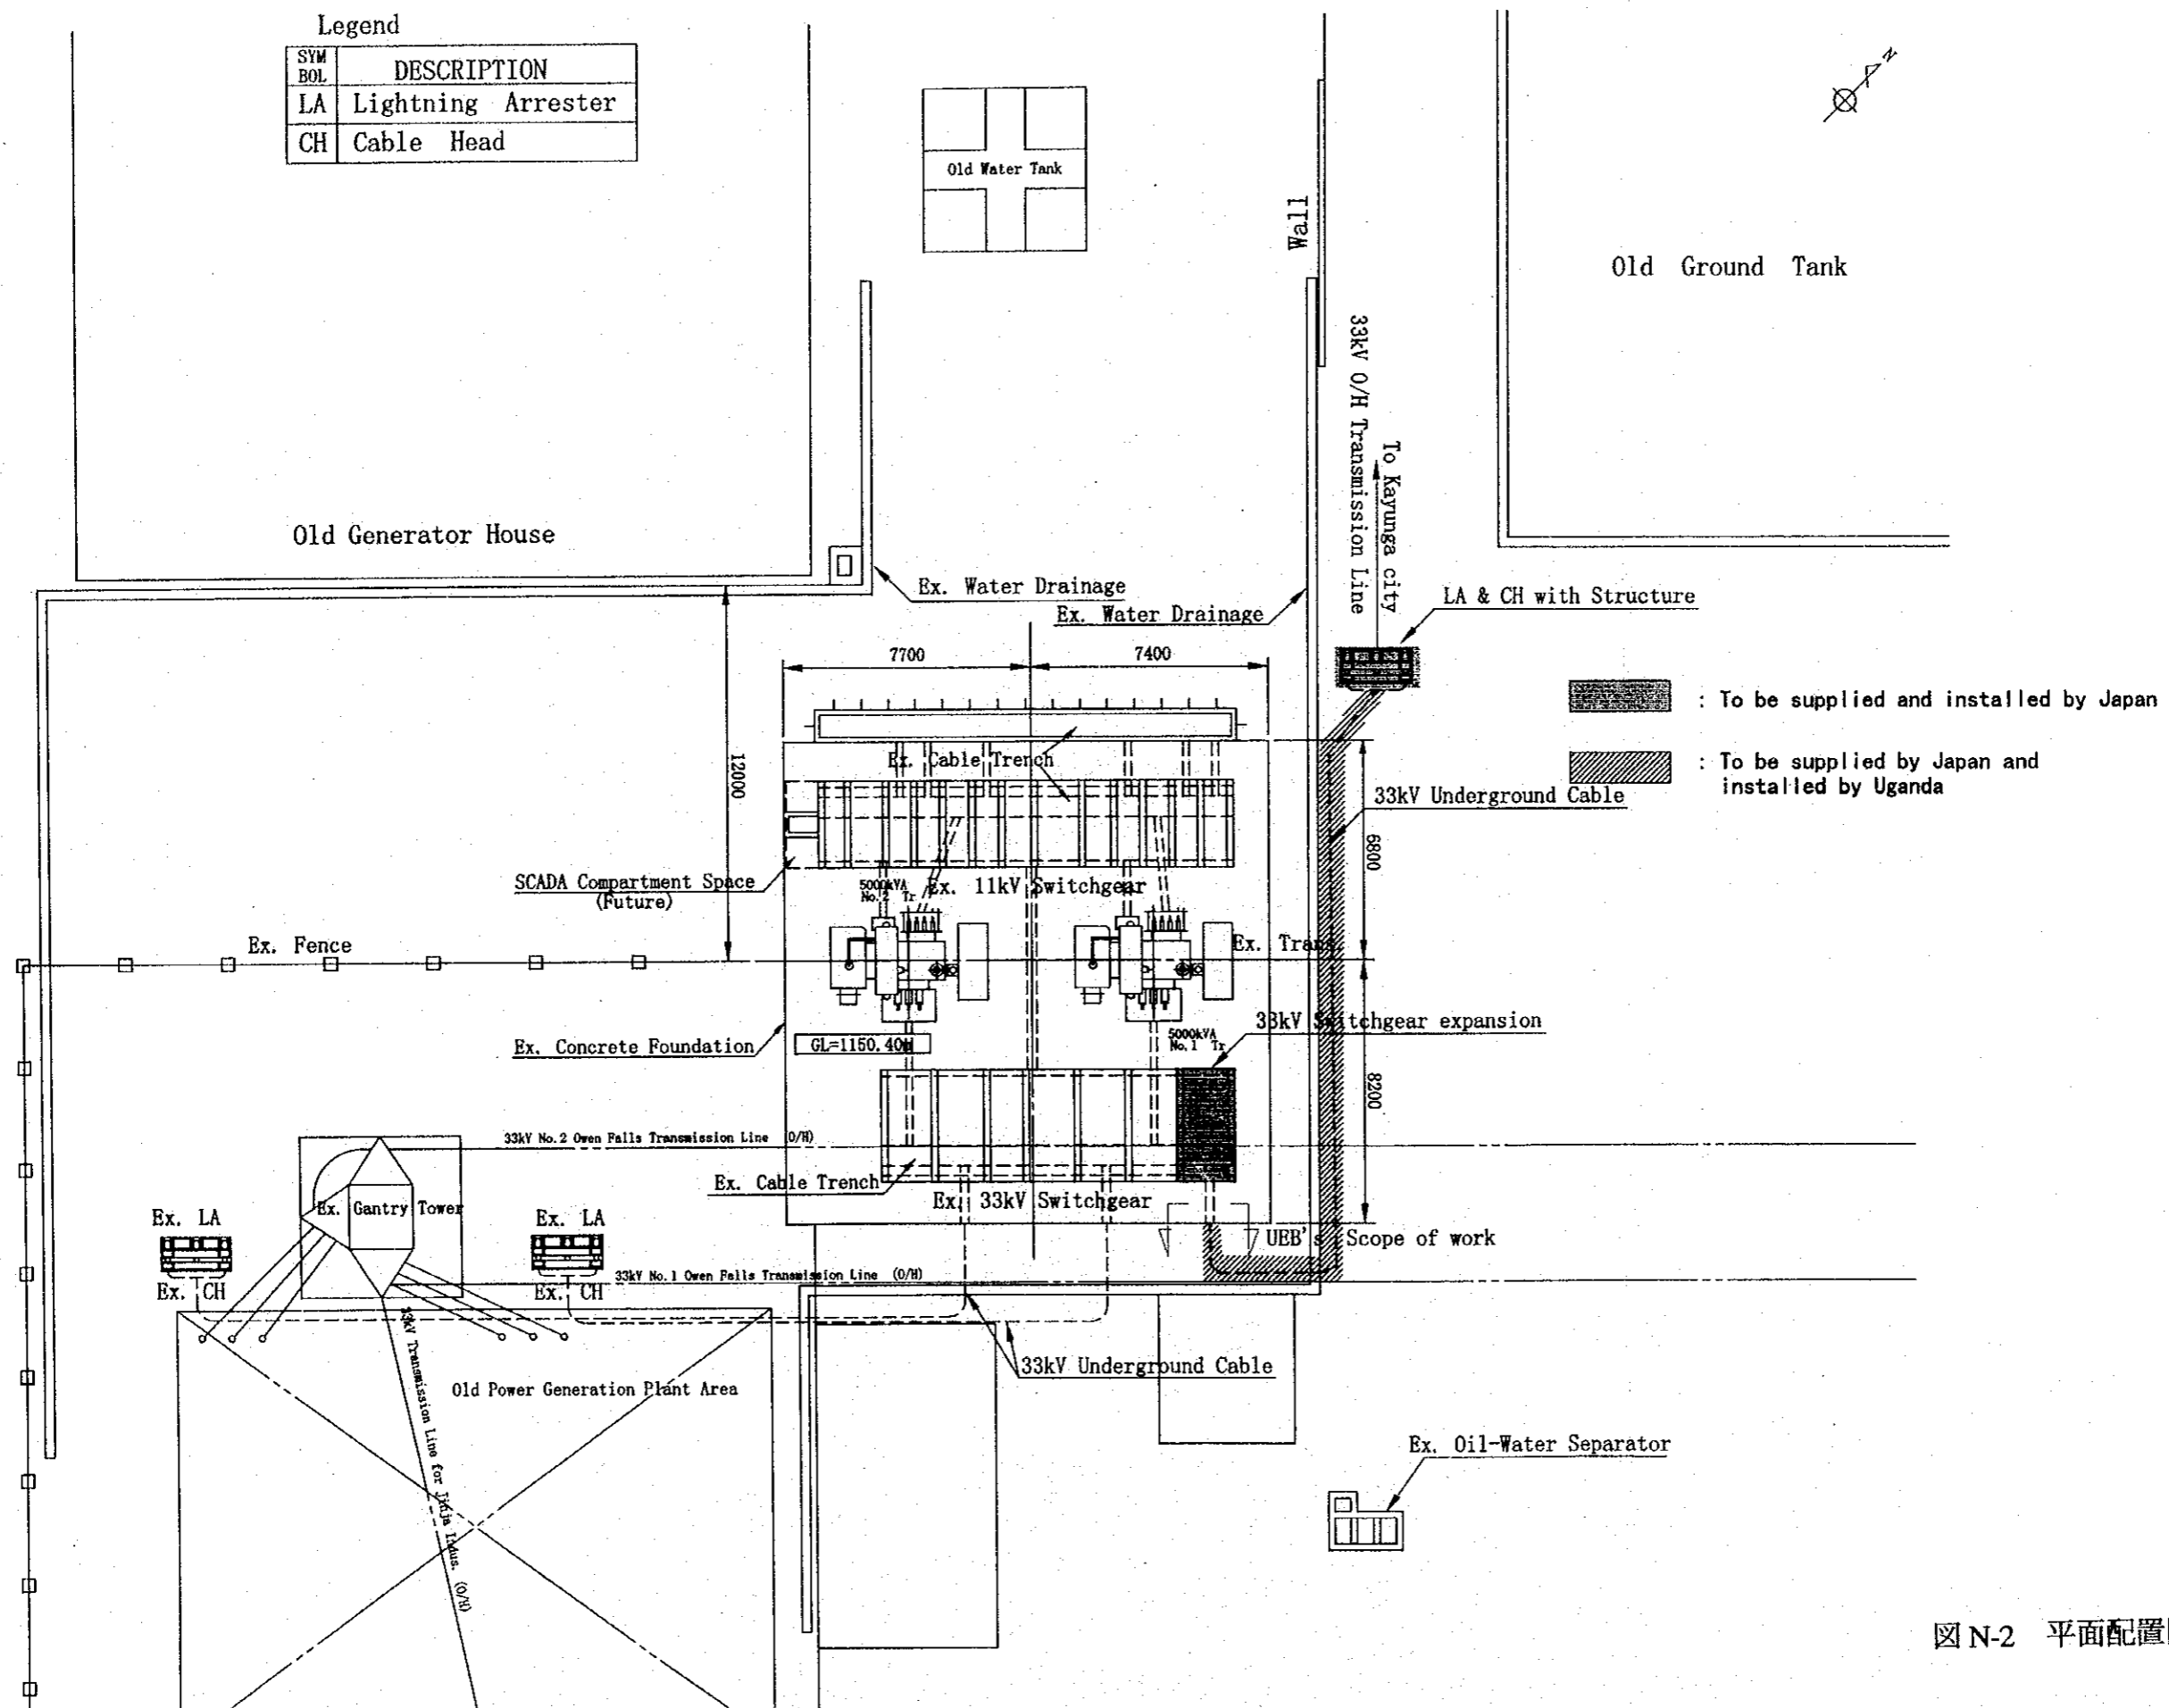 Legend
SYM
BOL
DESCRIPTION
LA Lightning Arrester
CH Cable Head
N
Old Water Tank
Wall
Old Ground Tank
33kV O/H Transmission Line
To Kayunga city
Old Generator House
Ex. Water Drainage
Ex. Water Drainage
LA & CH with Structure
7700
7400
: To be supplied and installed by Japan
: To be supplied by Japan and
installed by Uganda
12000
Ex. Cable Trench
33kV Underground Cable
6800
SCADA Compartment Space
(Future)
5000kVA
No.2 Tr
Ex. 11kV Switchgear
Ex. Fence
Ex. Trans.
33kV Switchgear expansion
Ex. Concrete Foundation
GL=1150.40m
5000kVA
No.1 Tr
8200
33kV No.2 Owen Falls Transmission Line (O/H)
Ex. Cable Trench
Ex. 33kV Switchgear
Ex. Gantry Tower
Ex. LA
Ex. LA
UEB's Scope of work
33kV No.1 Owen Falls Transmission Line (O/H)
Ex. CH
Ex. CH
33kV Transmission Line for Jinja Indus. (O/H)
33kV Underground Cable
Old Power Generation Plant Area
Ex. Oil-Water Separator
図 N-2 平面配置